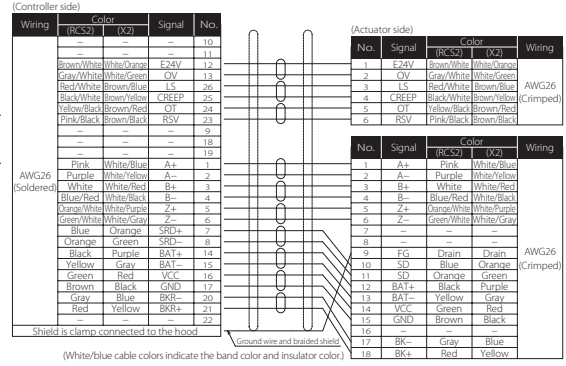 (Controller side)
Wiring Color Signal No.
(RCS2) (X2)
– – – 10
– – – 11
Brown/White White/Orange E24V 12
Gray/White White/Green OV 13
Red/White Brown/Blue LS 26
Black/White Brown/Yellow CREEP 25
Yellow/Black Brown/Red OT 24
Pink/Black Brown/Black RSV 23
– – – 9
– – – 18
– – – 19
Pink White/Blue A+ 1
AWG26 (Soldered)
Purple White/Yellow A– 2
White White/Red B+ 3
Blue/Red White/Black B– 4
Orange/White White/Purple Z+ 5
Green/White White/Gray Z– 6
Blue Orange SRD+ 7
Orange Green SRD– 8
Black Purple BAT+ 14
Yellow Gray BAT– 15
Green Red VCC 16
Brown Black GND 17
Gray Blue BKR– 20
Red Yellow BKR+ 21
– – – 22
Shield is clamp connected to the hood
Ground wire and braided shield
(White/blue cable colors indicate the band color and insulator color.)
(Actuator side)
No. Signal Color Wiring
(RCS2) (X2)
1 E24V Brown/White White/Orange
2 OV Gray/White White/Green
3 LS Red/White Brown/Blue
4 CREEP Black/White Brown/Yellow
5 OT Yellow/Black Brown/Red
6 RSV Pink/Black Brown/Black
AWG26
(Crimped)
No. Signal Color Wiring
(RCS2) (X2)
1 A+ Pink White/Blue
2 A– Purple White/Yellow
3 B+ White White/Red
4 B– Blue/Red White/Black
5 Z+ Orange/White White/Purple
6 Z– Green/White White/Gray
7 – – –
8 – – –
9 FG Drain Drain
10 SD Blue Orange
11 SD Orange Green
12 BAT+ Black Purple
13 BAT– Yellow Gray
14 VCC Green Red
15 GND Brown Black
16 – – –
17 BK– Gray Blue
18 BK+ Red Yellow
AWG26
(Crimped)